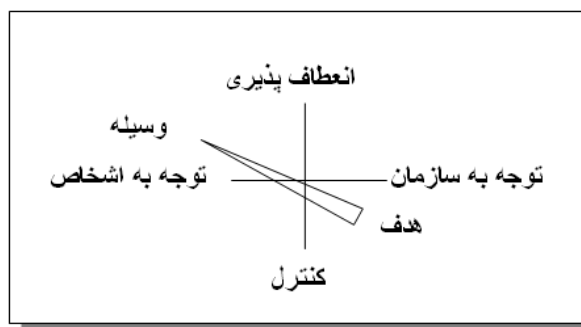 انعطاف پذیری
وسیله
توجه به سازمان
توجه به اشخاص
هدف
کنترل